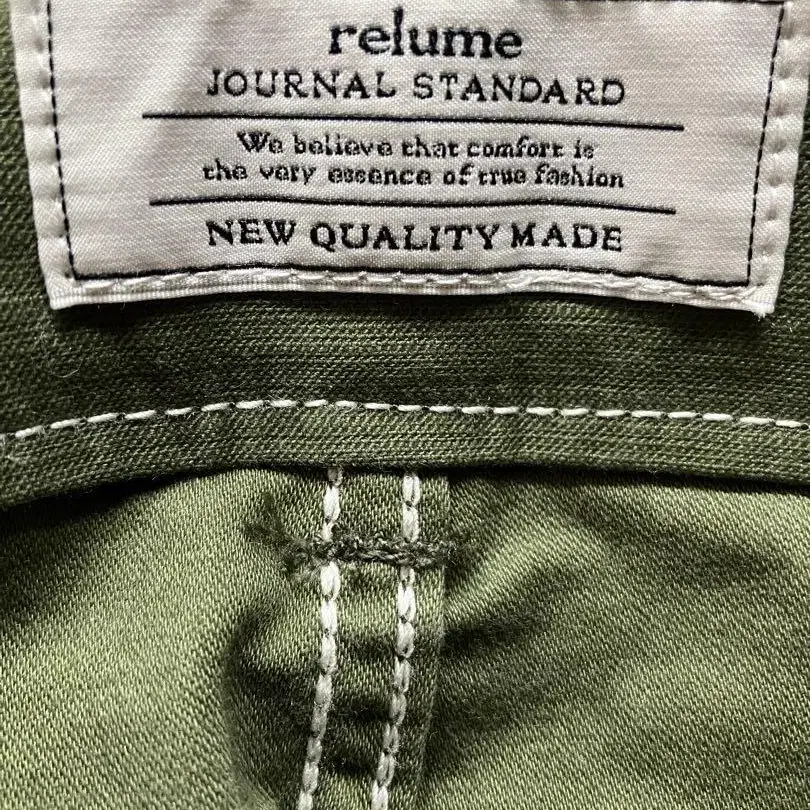 relume
JOURNAL STANDARD
We believe that comfort is
the very essence of true fashion
NEW QUALITY MADE